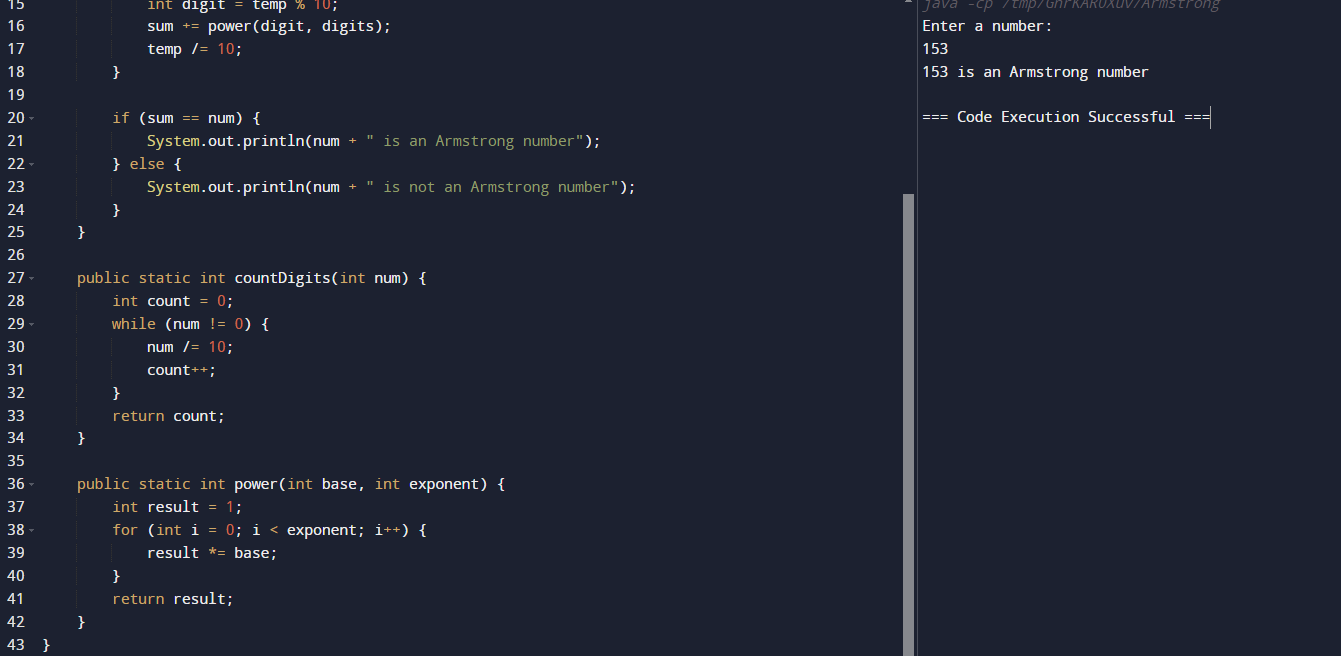 15 int digit = temp % 10;
16 sum += power(digit, digits);
17 temp /= 10;
18 }
19
20 if (sum == num) {
21 System.out.println(num + " is an Armstrong number");
22 } else {
23 System.out.println(num + " is not an Armstrong number");
24 }
25 }
26
27 public static int countDigits(int num) {
28 int count = 0;
29 while (num != 0) {
30 num /= 10;
31 count++;
32 }
33 return count;
34 }
35
36 public static int power(int base, int exponent) {
37 int result = 1;
38 for (int i = 0; i < exponent; i++) {
39 result *= base;
40 }
41 return result;
42 }
43 }
java -cp
Enter a number:
153
153 is an Armstrong number
=== Code Execution Successful ===